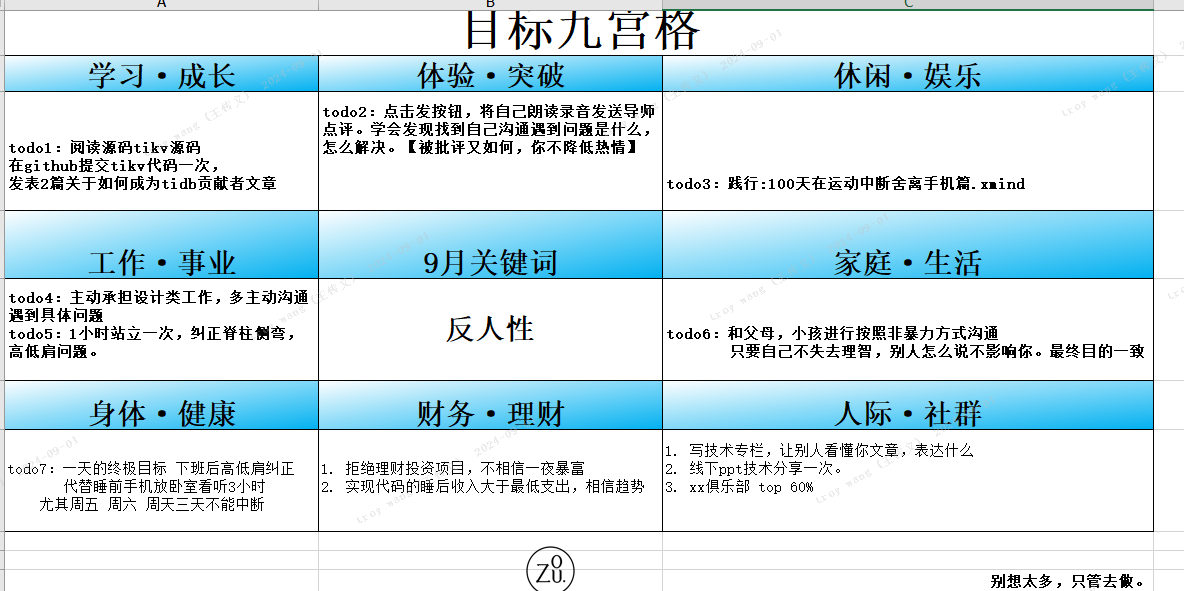 A B C
目标九宫格
学习·成长 体验·突破 休闲·娱乐
todo1：阅读源码tikv源码
在github提交tikv代码一次，
发表2篇关于如何成为tidb贡献者文章
todo2：点击发按钮，将自己朗读录音发送导师
点评。学会发现找到自己沟通遇到问题是什么，
怎么解决。【被批评又如何，你不降低热情】
todo3：践行:100天在运动中断舍离手机篇.xmind
工作·事业 9月关键词 家庭·生活
todo4：主动承担设计类工作，多主动沟通
遇到具体问题
todo5：1小时站立一次，纠正脊柱侧弯，
高低肩问题。
反人性
todo6：和父母，小孩进行按照非暴力方式沟通
只要自己不失去理智，别人怎么说不影响你。最终目的一致
身体·健康 财务·理财 人际·社群
todo7：一天的终极目标 下班后高低肩纠正
代替睡前手机放卧室看听3小时
尤其周五 周六 周天三天不能中断
1. 拒绝理财投资项目，不相信一夜暴富
2. 实现代码的睡后收入大于最低支出，相信趋势
1. 写技术专栏，让别人看懂你文章，表达什么
2. 线下ppt技术分享一次。
3. xx俱乐部 top 60%
ZOU.
别想太多，只管去做。
troy wang (王传义) 2024-09-01